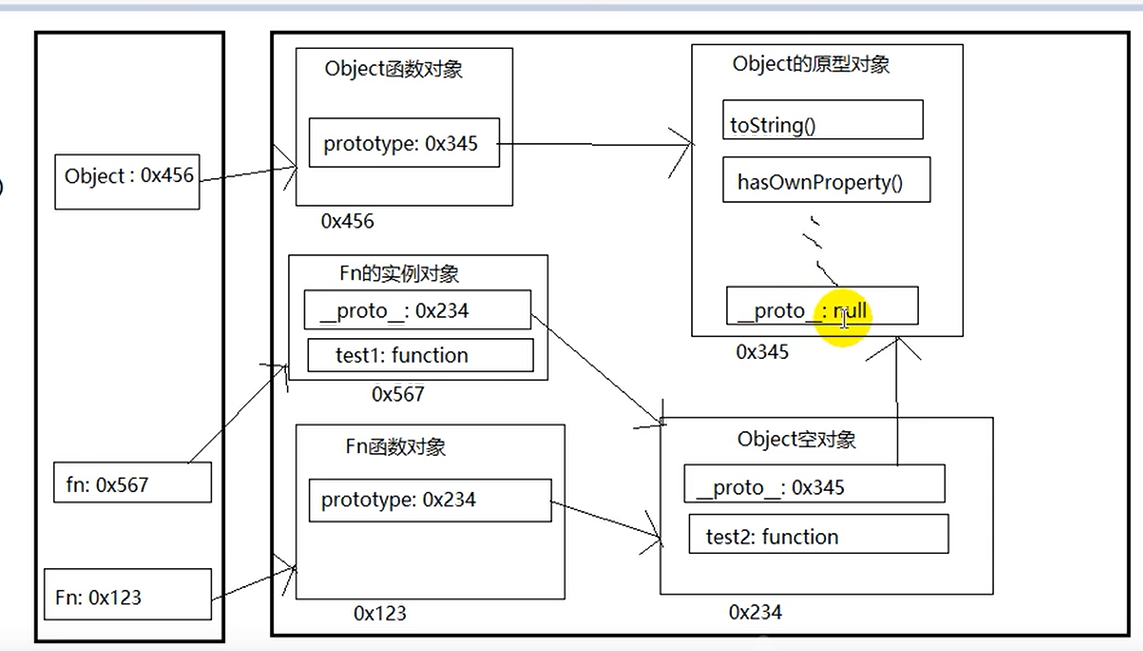 Object : 0x456
fn: 0x567
Fn: 0x123
Object函数对象
prototype: 0x345
0x456
Fn的实例对象
__proto__: 0x234
test1: function
0x567
Fn函数对象
prototype: 0x234
0x123
Object的原型对象
toString()
hasOwnProperty()
__proto__: null
0x345
Object空对象
__proto__: 0x345
test2: function
0x234